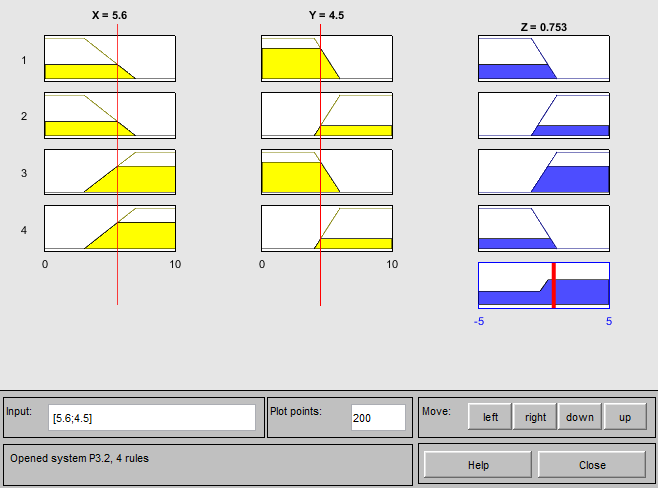 X = 5.6
Y = 4.5
Z = 0.753
1
2
3
4
0
10
0
10
-5
5
Input:
[5.6;4.5]
Plot points:
200
Move:
left
right
down
up
Opened system P3.2, 4 rules
Help
Close